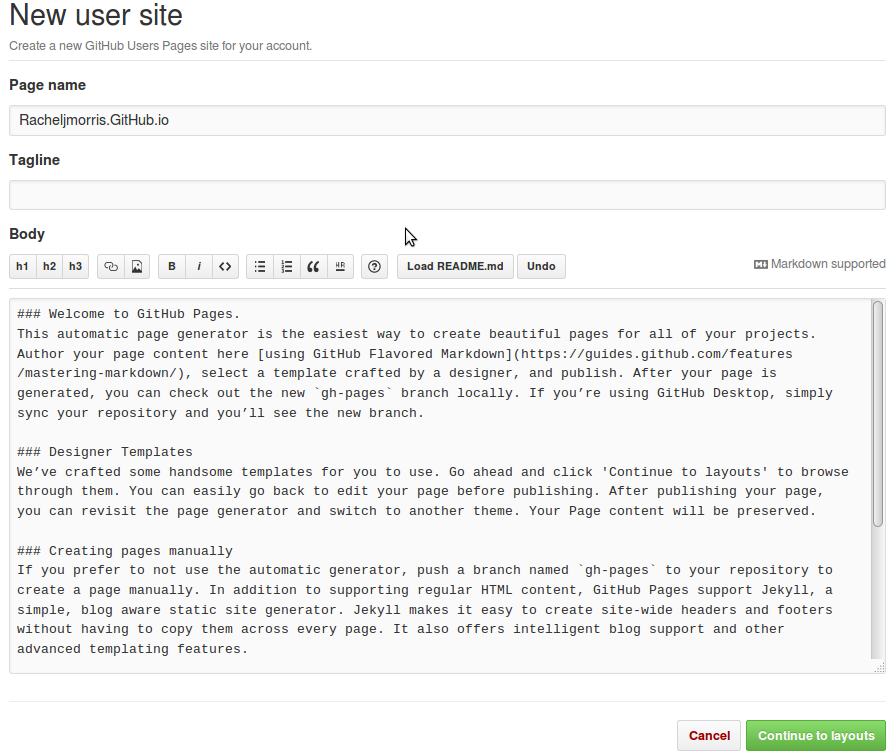 New user site
Create a new GitHub Users Pages site for your account.
Page name
Racheljmorris.GitHub.io
Tagline
Body
h1 h2 h3 B i <> HR ? Load README.md Undo M↓ Markdown supported
### Welcome to GitHub Pages.
This automatic page generator is the easiest way to create beautiful pages for all of your projects.
Author your page content here [using GitHub Flavored Markdown](https://guides.github.com/features
/mastering-markdown/), select a template crafted by a designer, and publish. After your page is
generated, you can check out the new `gh-pages` branch locally. If you’re using GitHub Desktop, simply
sync your repository and you’ll see the new branch.
### Designer Templates
We’ve crafted some handsome templates for you to use. Go ahead and click 'Continue to layouts' to browse
through them. You can easily go back to edit your page before publishing. After publishing your page,
you can revisit the page generator and switch to another theme. Your Page content will be preserved.
### Creating pages manually
If you prefer to not use the automatic generator, push a branch named `gh-pages` to your repository to
create a page manually. In addition to supporting regular HTML content, GitHub Pages support Jekyll, a
simple, blog aware static site generator. Jekyll makes it easy to create site-wide headers and footers
without having to copy them across every page. It also offers intelligent blog support and other
advanced templating features.
Cancel Continue to layouts